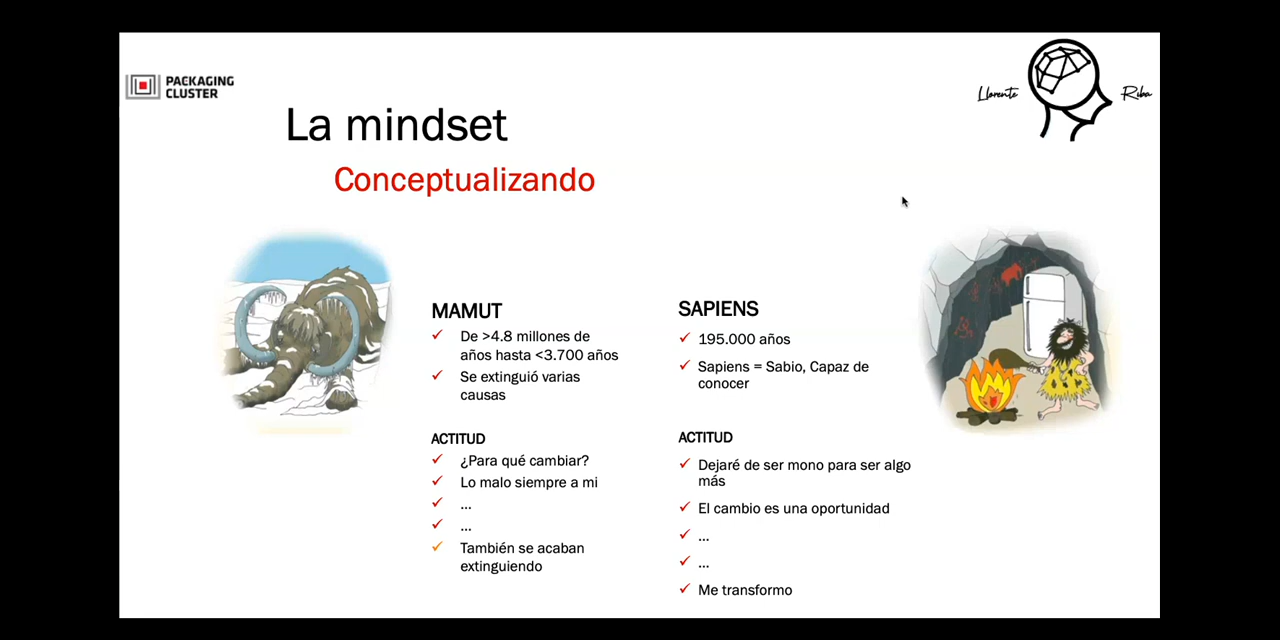 PACKAGING
CLUSTER
Llorente
Riba
La mindset
Conceptualizando
MAMUT
De >4.8 millones de
años hasta <3.700 años
Se extinguió varias
causas
ACTITUD
¿Para qué cambiar?
Lo malo siempre a mi
...
...
También se acaban
extinguiendo
SAPIENS
195.000 años
Sapiens = Sabio, Capaz de
conocer
ACTITUD
Dejaré de ser mono para ser algo
más
El cambio es una oportunidad
...
...
Me transformo